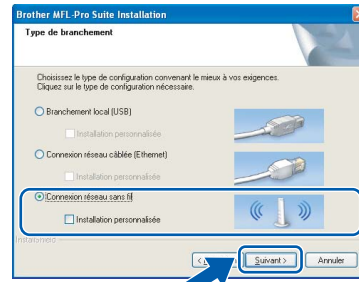 Brother MFL-Pro Suite Installation
Type de branchement
Choisissez le type de configuration convenant le mieux à vos exigences.
Cliquez sur le type de configuration nécessaire.
Branchement local (USB)
Installation personnalisée
Connexion réseau câblée (Ethernet)
Installation personnalisée
Connexion réseau sans fil
Installation personnalisée
InstallShield
< Suivant > Annuler